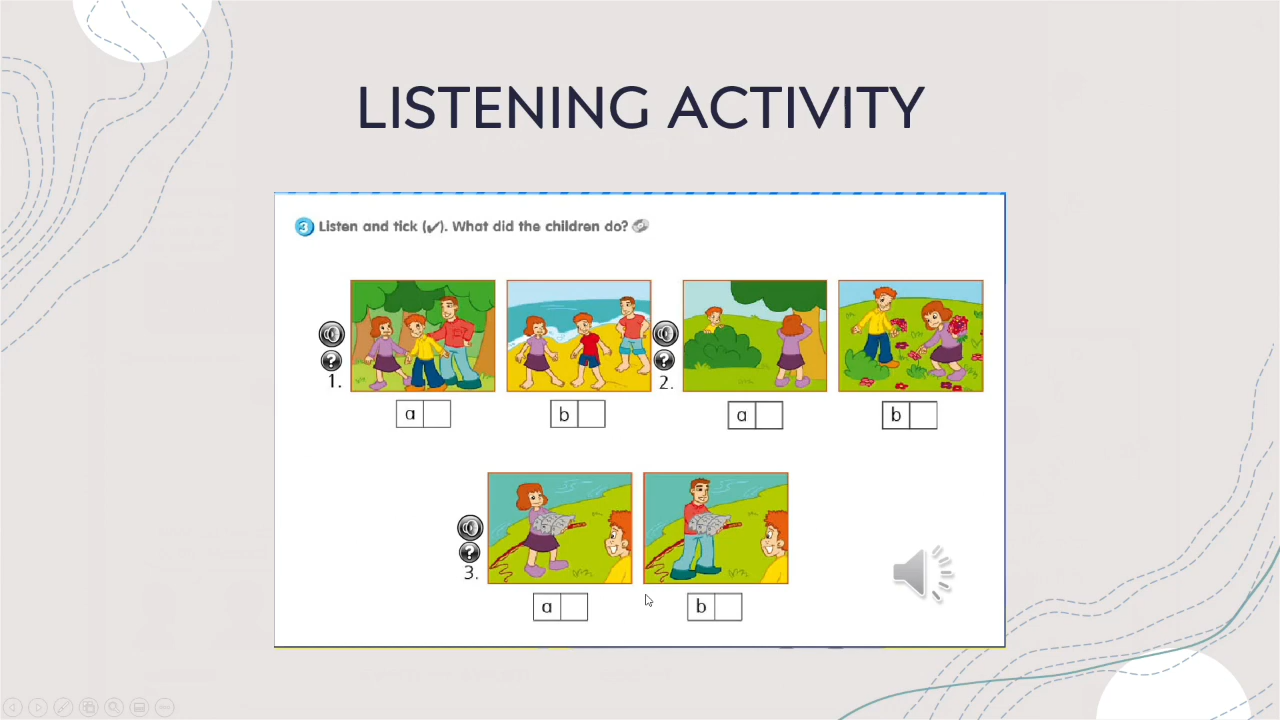 LISTENING ACTIVITY
3 Listen and tick (✓). What did the children do?
1.
a
b
2.
a
b
3.
a
b